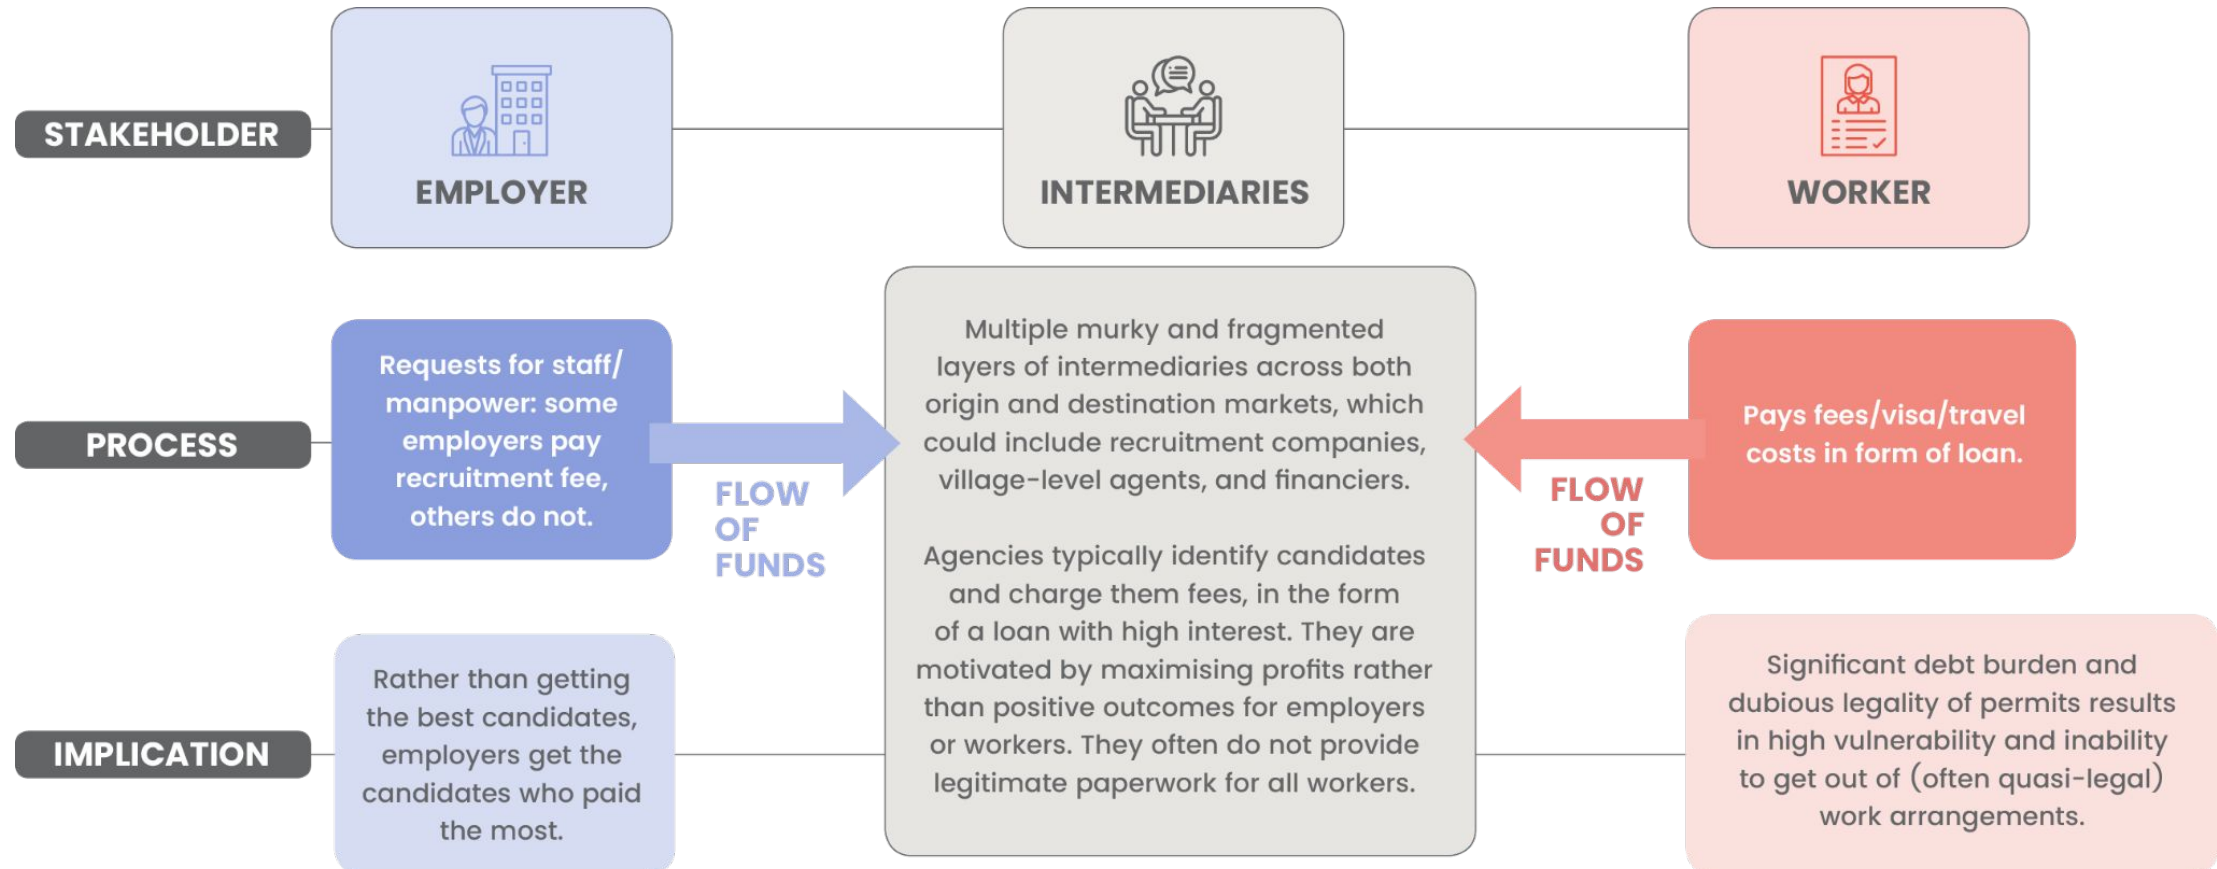 STAKEHOLDER
EMPLOYER
INTERMEDIARIES
WORKER
PROCESS
Requests for staff/
manpower: some
employers pay
recruitment fee,
others do not.
FLOW
OF
FUNDS
Multiple murky and fragmented
layers of intermediaries across both
origin and destination markets, which
could include recruitment companies,
village-level agents, and financiers.
Agencies typically identify candidates
and charge them fees, in the form
of a loan with high interest. They are
motivated by maximising profits rather
than positive outcomes for employers
or workers. They often do not provide
legitimate paperwork for all workers.
FLOW
OF
FUNDS
Pays fees/visa/travel
costs in form of loan.
IMPLICATION
Rather than getting
the best candidates,
employers get the
candidates who paid
the most.
Significant debt burden and
dubious legality of permits results
in high vulnerability and inability
to get out of (often quasi-legal)
work arrangements.